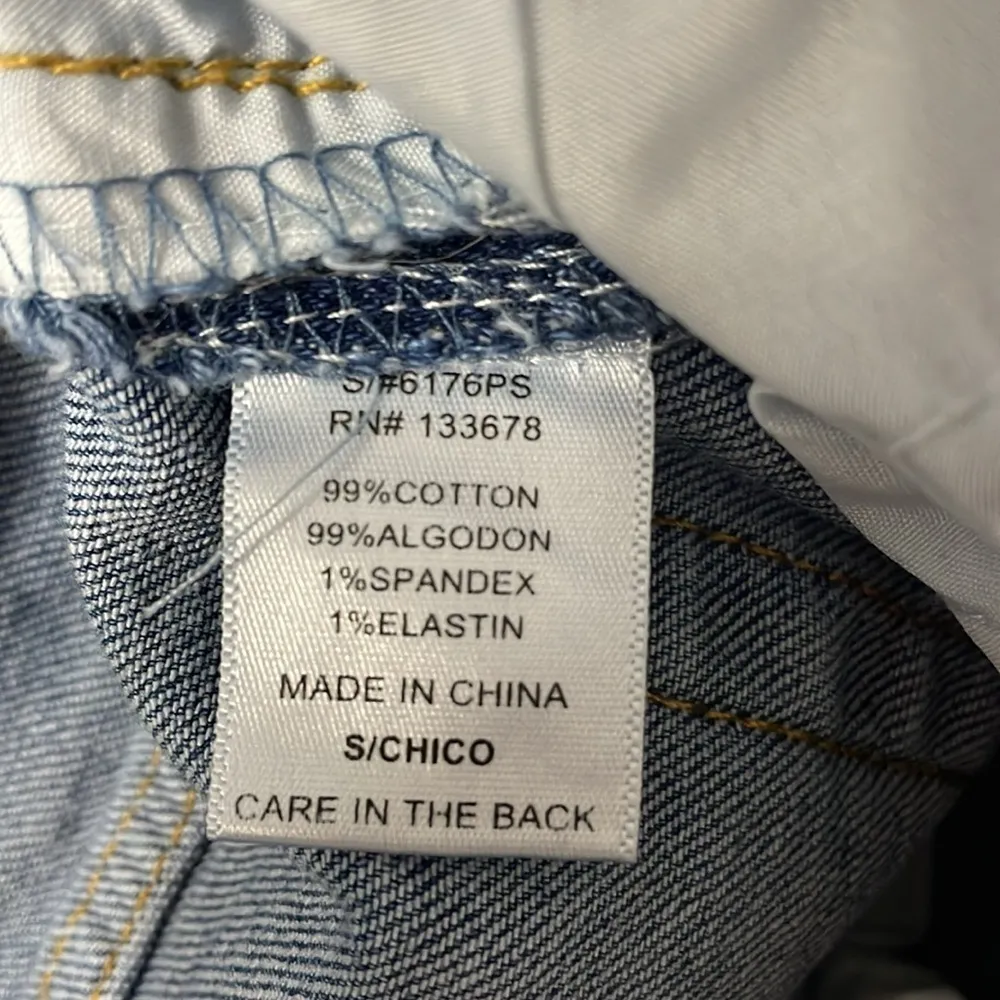 S/#6176PS
RN# 133678
99%COTTON
99%ALGODON
1%SPANDEX
1%ELASTIN
MADE IN CHINA
S/CHICO
CARE IN THE BACK